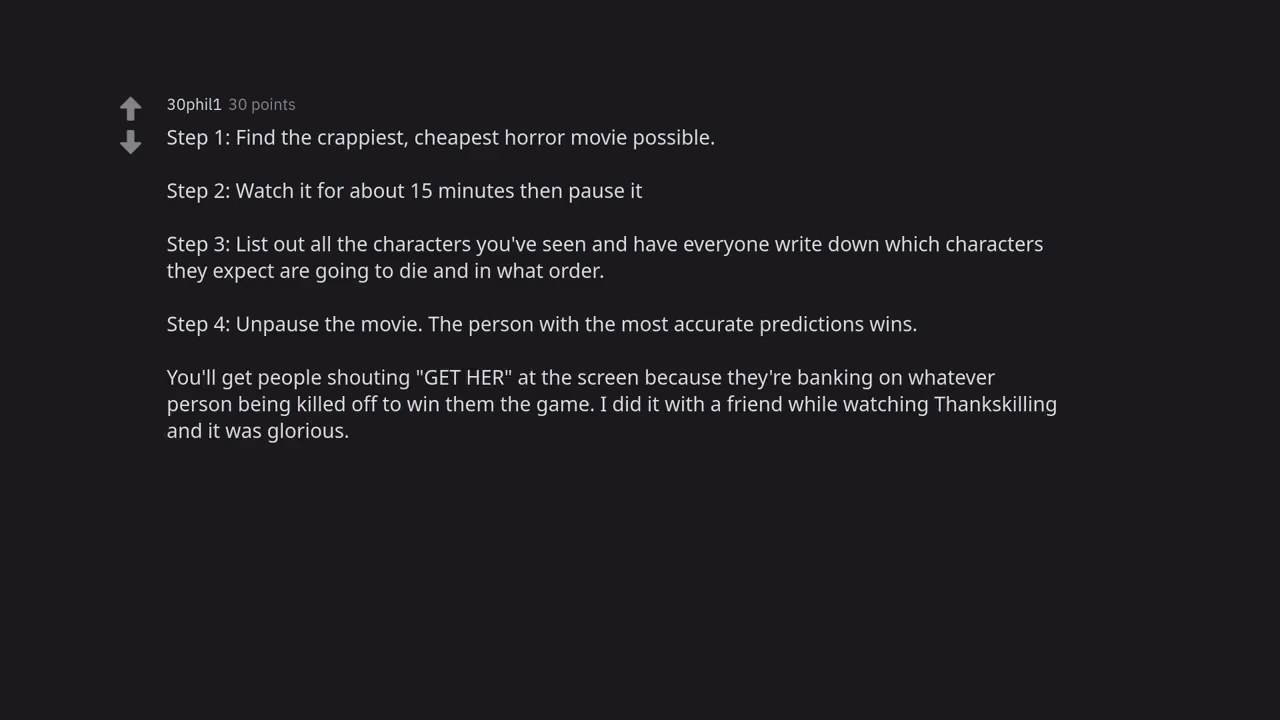 30phil1 30 points
Step 1: Find the crappiest, cheapest horror movie possible.
Step 2: Watch it for about 15 minutes then pause it
Step 3: List out all the characters you've seen and have everyone write down which characters
they expect are going to die and in what order.
Step 4: Unpause the movie. The person with the most accurate predictions wins.
You'll get people shouting "GET HER" at the screen because they're banking on whatever
person being killed off to win them the game. I did it with a friend while watching Thankskilling
and it was glorious.